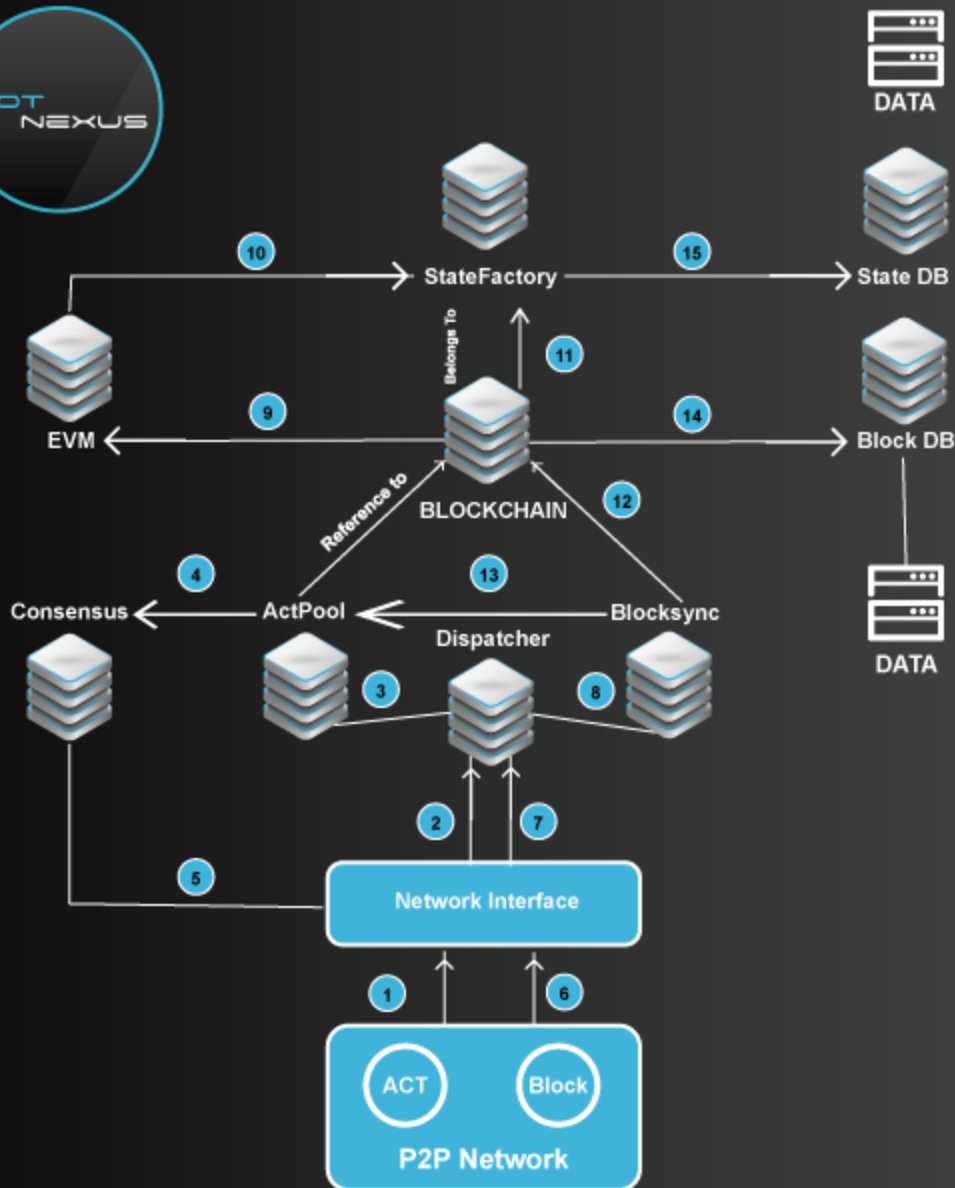 DATA
NEXUS
10
15
StateFactory
State DB
Belongs To
11
9
14
EVM
Block DB
Reference to
BLOCKCHAIN
12
4
13
Consensus
ActPool
Blocksync
Dispatcher
DATA
3
8
2
7
5
Network Interface
1
6
ACT
Block
P2P Network